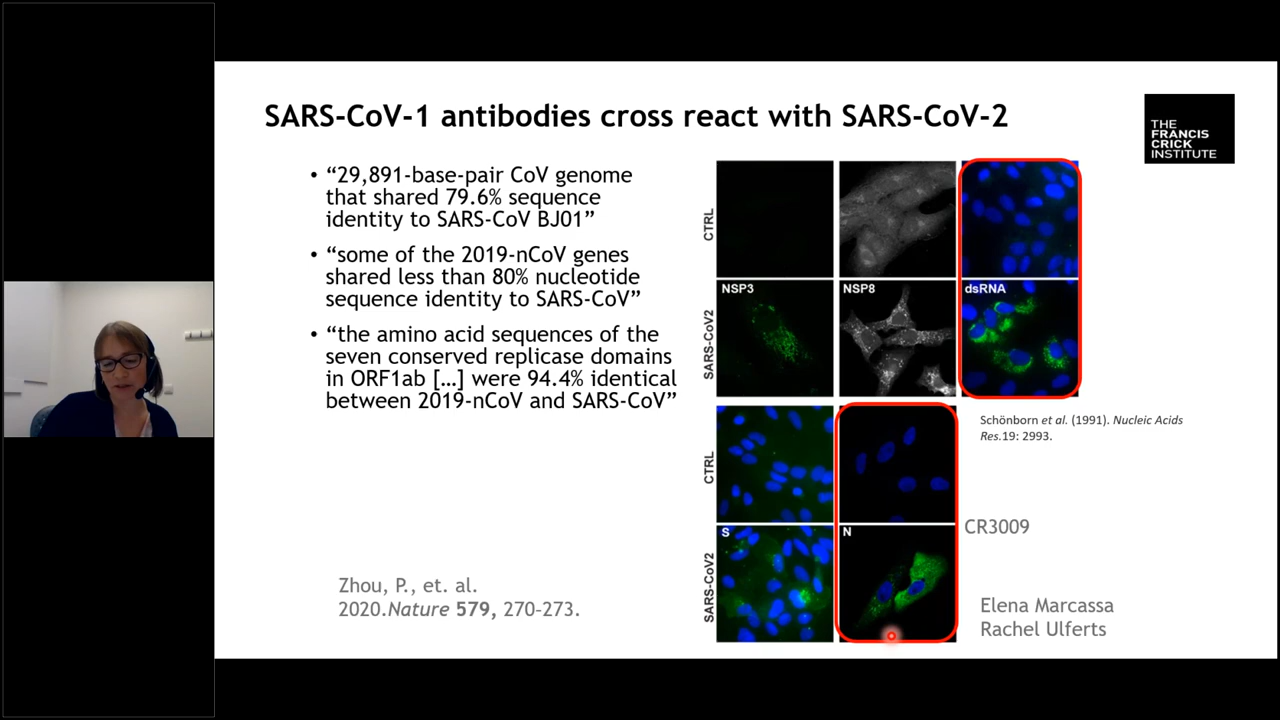 SARS-CoV-1 antibodies cross react with SARS-CoV-2
THE
FRANCIS
CRICK
INSTITUTE
• “29,891-base-pair CoV genome
that shared 79.6% sequence
identity to SARS-CoV BJ01”
• “some of the 2019-nCoV genes
shared less than 80% nucleotide
sequence identity to SARS-CoV”
• “the amino acid sequences of the
seven conserved replicase domains
in ORF1ab […] were 94.4% identical
between 2019-nCoV and SARS-CoV”
Zhou, P., et. al.
2020.Nature 579, 270-273.
CTRL
SARS-CoV2
NSP3
NSP8
dsRNA
Schönborn et al. (1991). Nucleic Acids
Res.19: 2993.
CTRL
SARS-CoV2
S
N
CR3009
Elena Marcassa
Rachel Ulferts